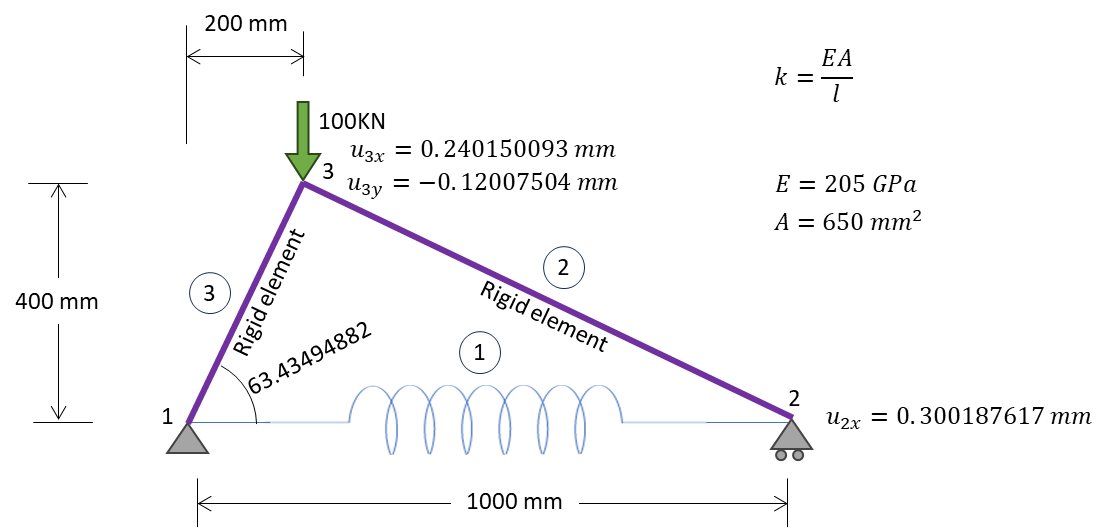 200 mm
k = EA/l
100KN
u₃ₓ = 0.240150093 mm
3
u₃ᵧ = −0.12007504 mm
E = 205 GPa
A = 650 mm²
400 mm
3
Rigid element
2
Rigid element
63.43494882
1
1
2
u₂ₓ = 0.300187617 mm
1000 mm